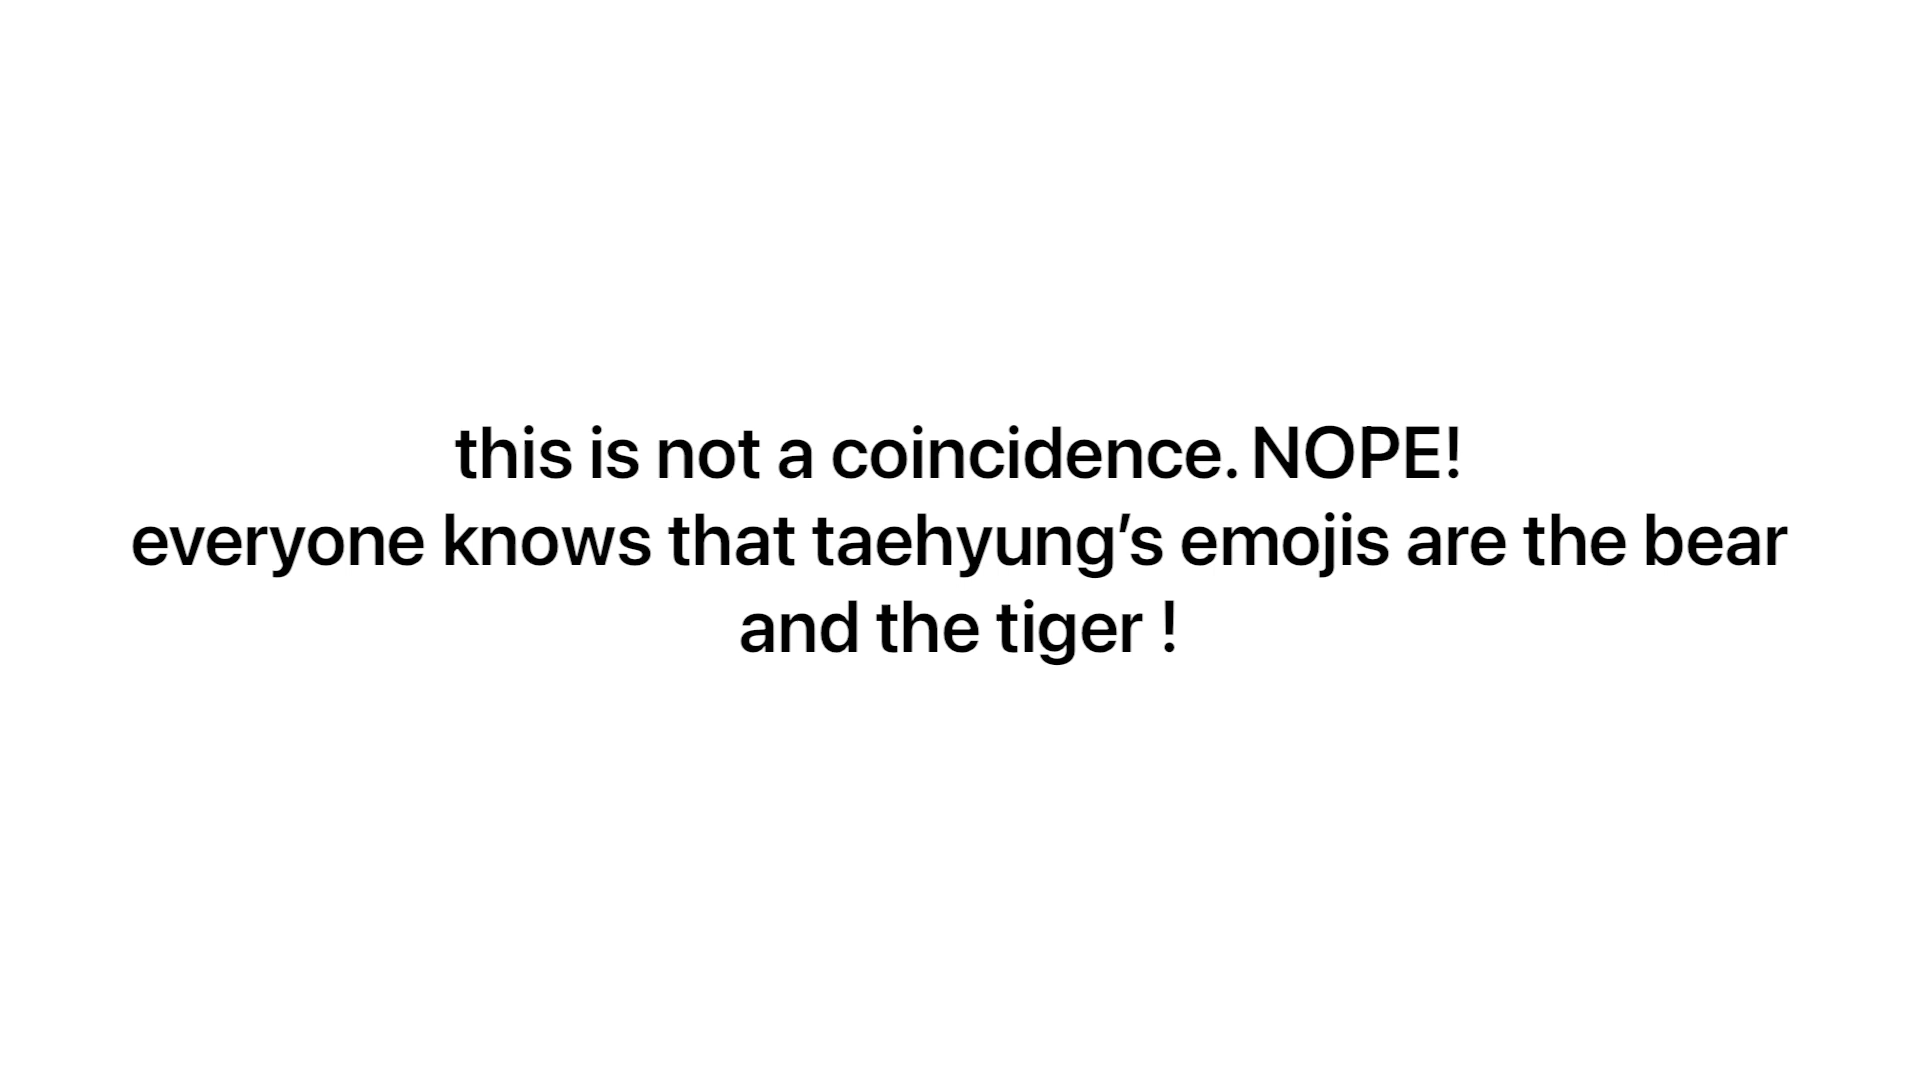 this is not a coincidence. NOPE!
everyone knows that taehyung’s emojis are the bear
and the tiger !